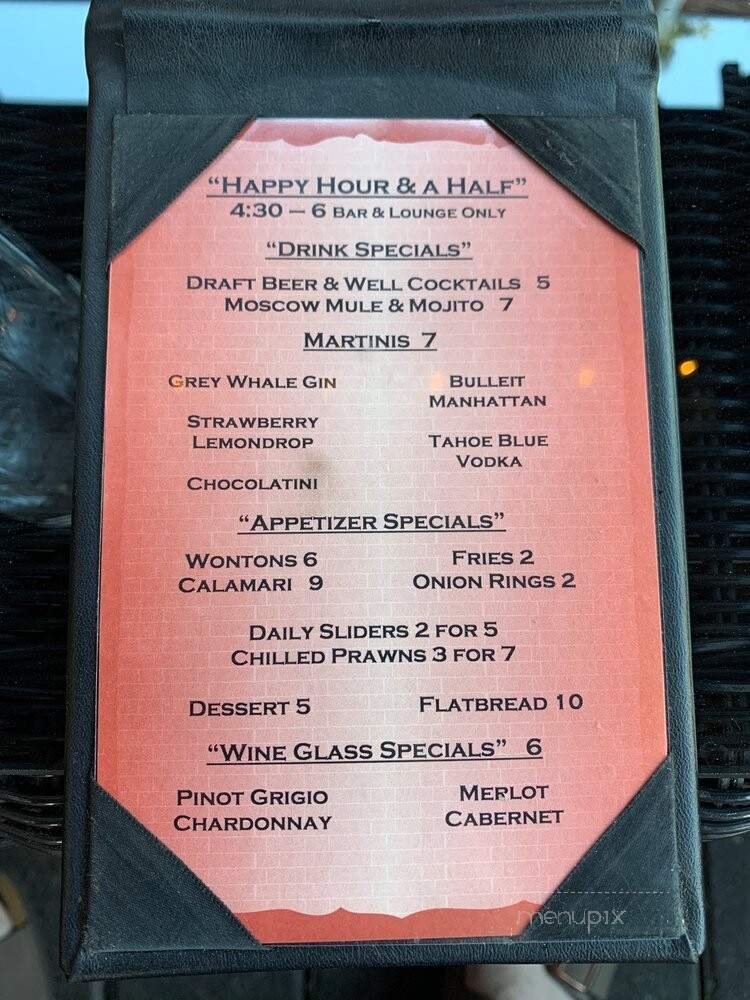 “Happy Hour & a Half”
4:30 – 6 Bar & Lounge Only
“Drink Specials”
Draft Beer & Well Cocktails 5
Moscow Mule & Mojito 7
Martinis 7
Grey Whale Gin
Strawberry
Lemondrop
Chocolatini
Bulleit
Manhattan
Tahoe Blue
Vodka
“Appetizer Specials”
Wontons 6
Calamari 9
Fries 2
Onion Rings 2
Daily Sliders 2 for 5
Chilled Prawns 3 for 7
Dessert 5
Flatbread 10
“Wine Glass Specials” 6
Pinot Grigio
Chardonnay
Merlot
Cabernet
menupix